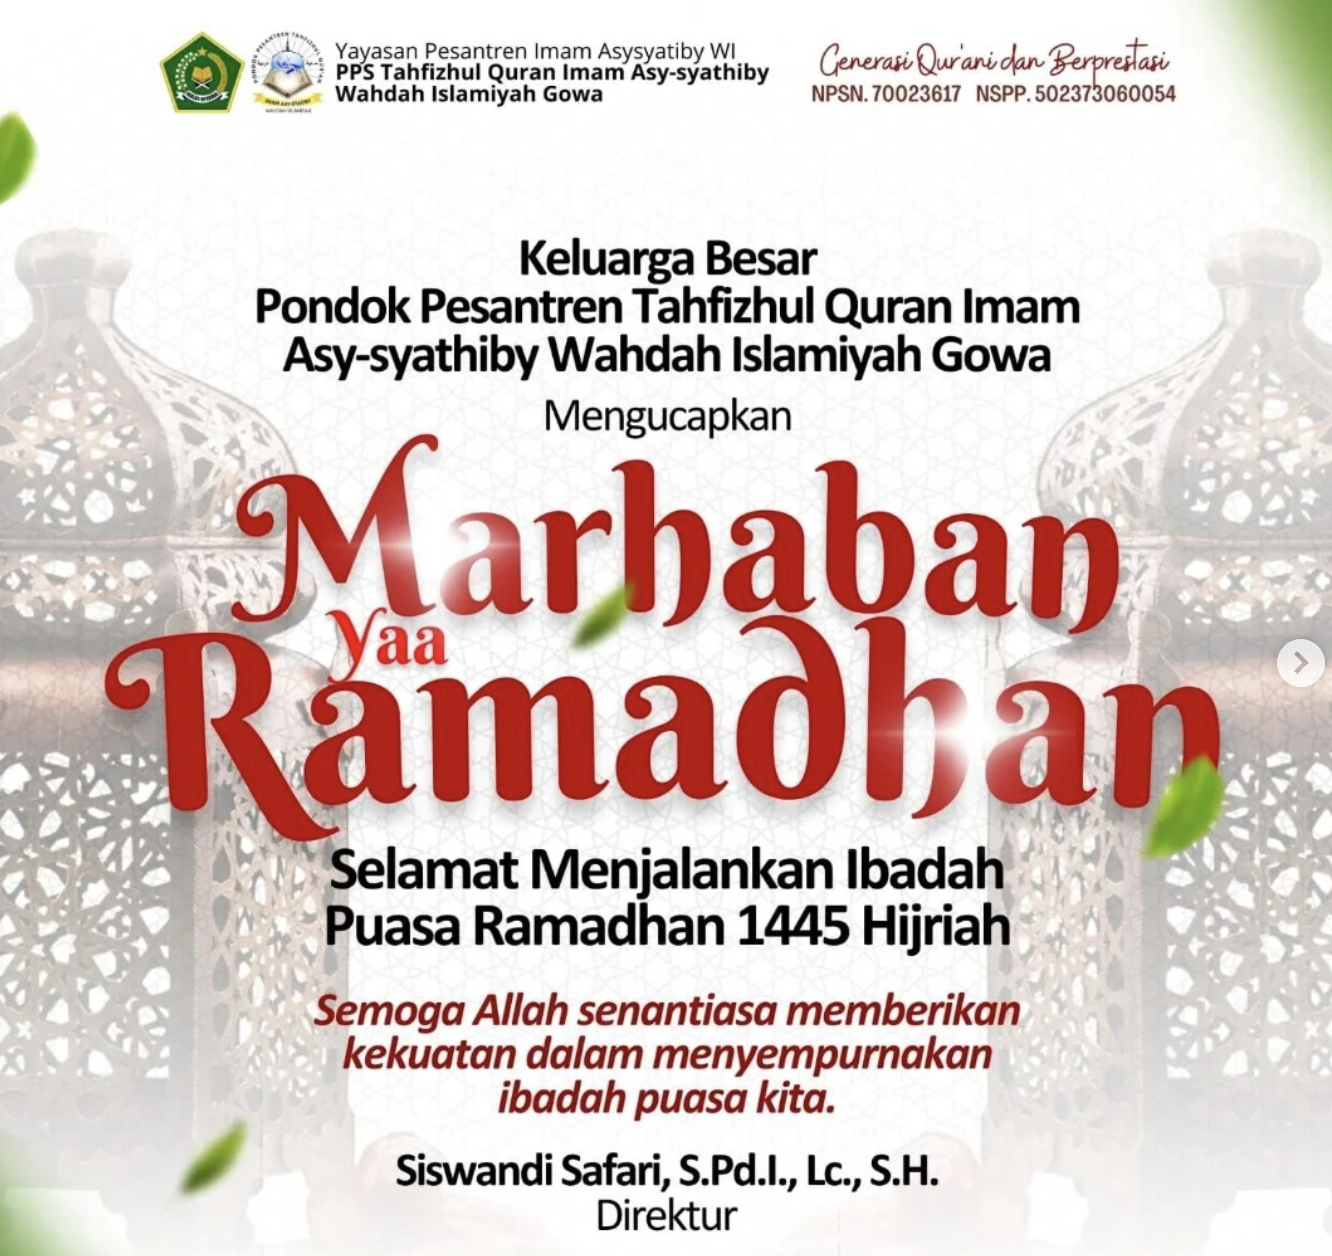 Yayasan Pesantren Imam Asysyatiby WI
PPS Tahfizhul Quran Imam Asy-syathiby
Wahdah Islamiyah Gowa
Generasi Qur'ani dan Berprestasi
NPSN. 70023617 NSPP. 502373060054
Keluarga Besar
Pondok Pesantren Tahfizhul Quran Imam
Asy-syathiby Wahdah Islamiyah Gowa
Mengucapkan
Marhaban
Yaa
Ramadhan
Selamat Menjalankan Ibadah
Puasa Ramadhan 1445 Hijriah
Semoga Allah senantiasa memberikan
kekuatan dalam menyempurnakan
ibadah puasa kita.
Siswandi Safari, S.Pd.I., Lc., S.H.
Direktur